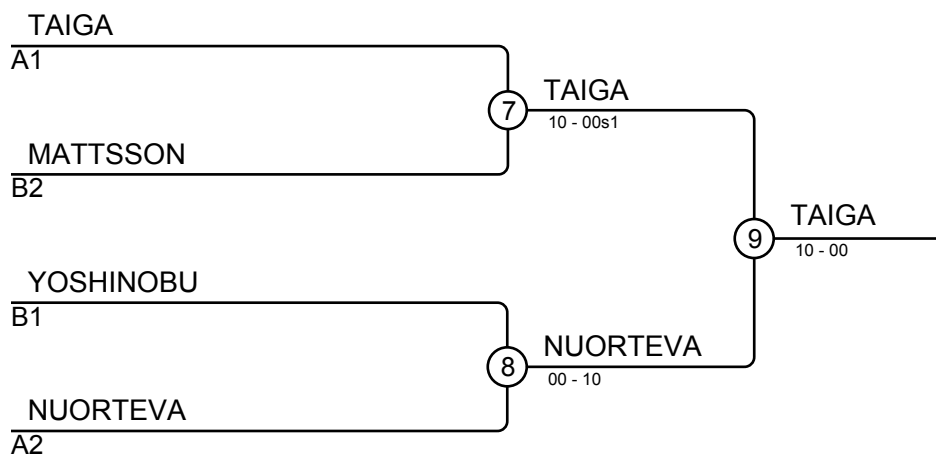 TAIGA
A1
7
TAIGA
10 - 00s1
MATTSSON
B2
9
TAIGA
10 - 00
YOSHINOBU
B1
8
NUORTEVA
00 - 10
NUORTEVA
A2